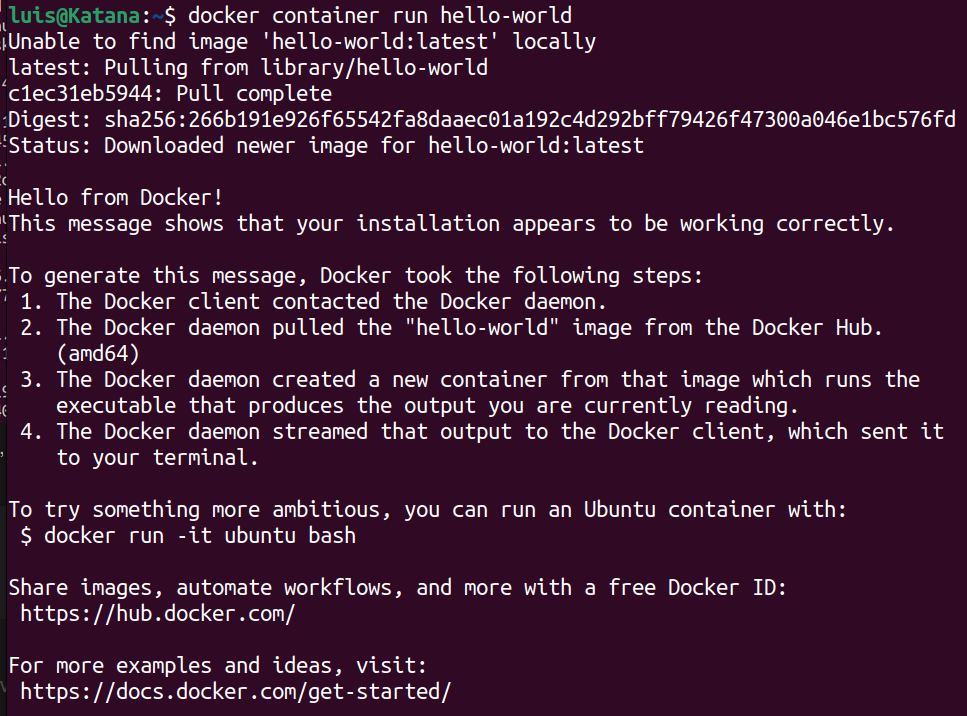 luis@Katana:~$ docker container run hello-world
Unable to find image 'hello-world:latest' locally
latest: Pulling from library/hello-world
c1ec31eb5944: Pull complete
Digest: sha256:266b191e926f65542fa8daaec01a192c4d292bff79426f47300a046e1bc576fd
Status: Downloaded newer image for hello-world:latest

Hello from Docker!
This message shows that your installation appears to be working correctly.

To generate this message, Docker took the following steps:
 1. The Docker client contacted the Docker daemon.
 2. The Docker daemon pulled the "hello-world" image from the Docker Hub.
    (amd64)
 3. The Docker daemon created a new container from that image which runs the
    executable that produces the output you are currently reading.
 4. The Docker daemon streamed that output to the Docker client, which sent it
    to your terminal.

To try something more ambitious, you can run an Ubuntu container with:
 $ docker run -it ubuntu bash

Share images, automate workflows, and more with a free Docker ID:
 https://hub.docker.com/

For more examples and ideas, visit:
 https://docs.docker.com/get-started/